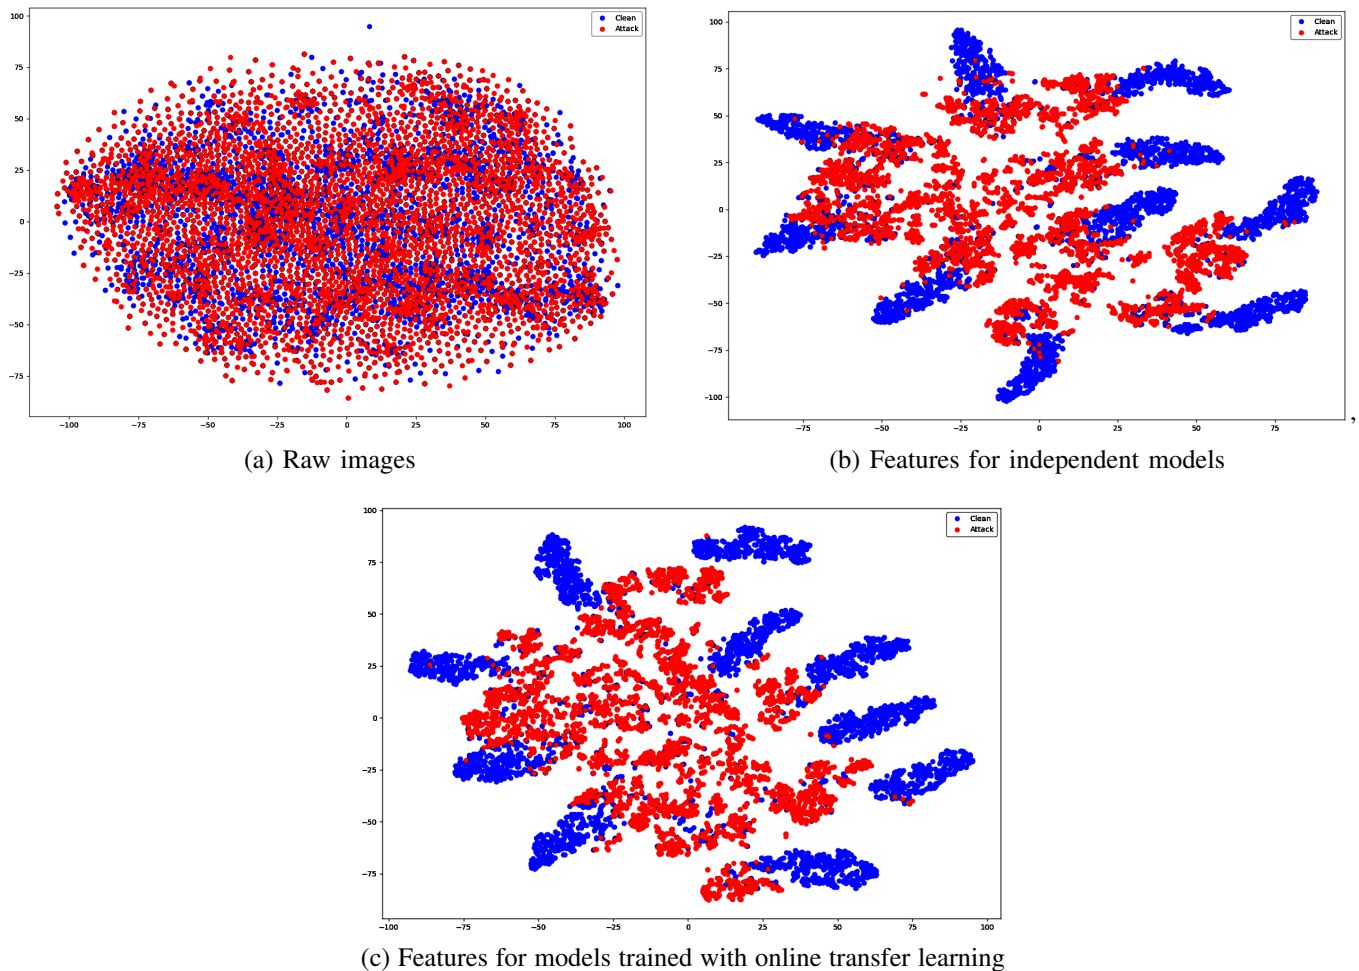 100
75
50
25
0
−25
−50
−75
−100 −75 −50 −25 0 25 50 75 100
Clean
Attack
(a) Raw images
100
75
50
25
0
−25
−50
−75
−100
−75 −50 −25 0 25 50 75
Clean
Attack
,
(b) Features for independent models
100
75
50
25
0
−25
−50
−75
−100 −75 −50 −25 0 25 50 75 100
Clean
Attack
(c) Features for models trained with online transfer learning